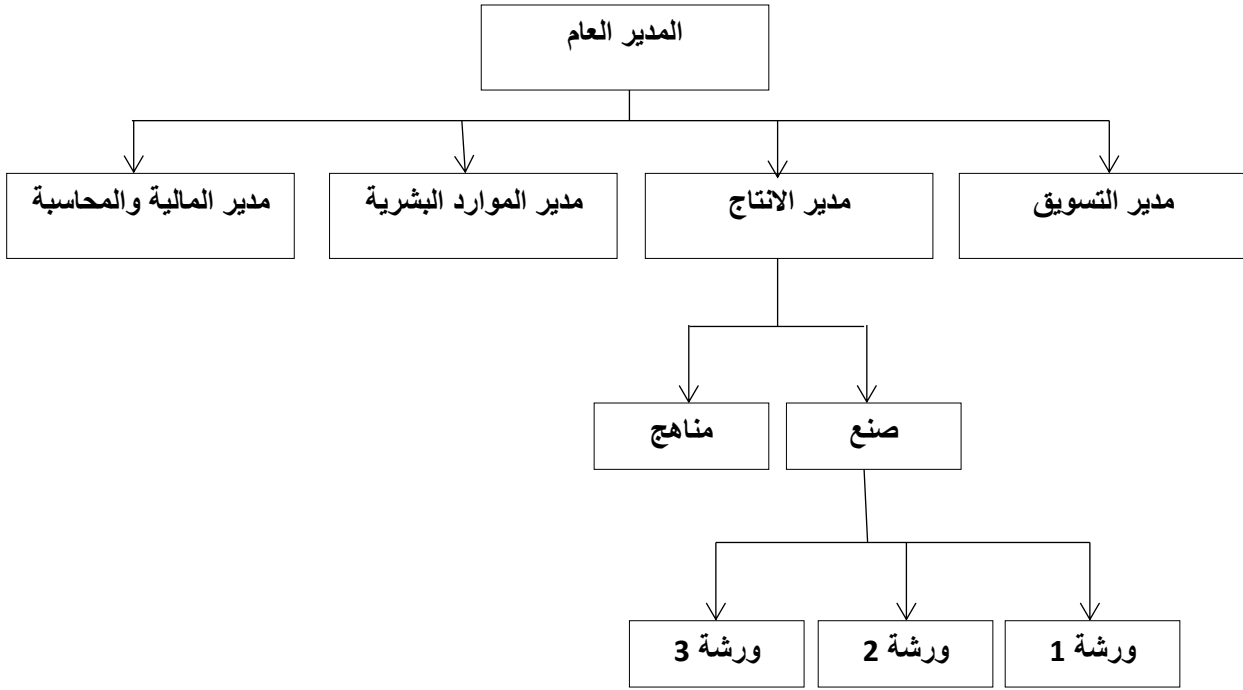 المدير العام
مدير التسويق
مدير الانتاج
مدير الموارد البشرية
مدير المالية والمحاسبة
صنع
مناهج
ورشة 1
ورشة 2
ورشة 3